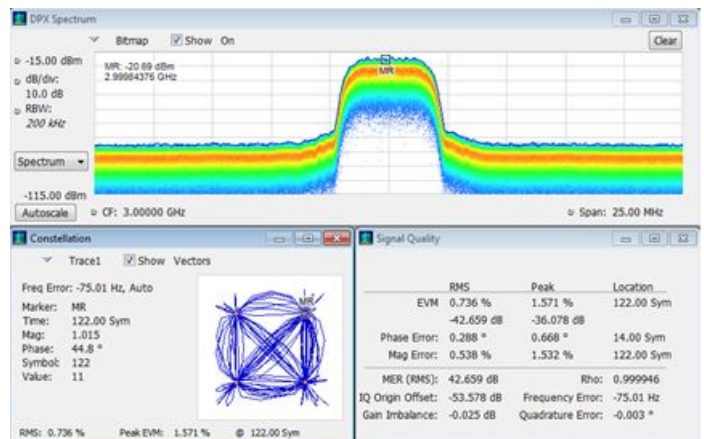 DPX Spectrum
Bitmap Show On Clear
-15.00 dBm
MR: -20.69 dBm
2.99984376 GHz
MR
dB/div:
10.0 dB
RBW:
200 kHz
Spectrum
-115.00 dBm
Autoscale CF: 3.00000 GHz Span: 25.00 MHz
Constellation
Trace1 Show Vectors
Freq Error: -75.01 Hz, Auto
Marker: MR
Time: 122.00 Sym
Mag: 1.015
Phase: 44.8 °
Symbol: 122
Value: 11
MR
RMS: 0.736 % Peak EVM: 1.571 % @ 122.00 Sym
Signal Quality
RMS Peak Location
EVM 0.736 % 1.571 % 122.00 Sym
-42.659 dB -36.078 dB
Phase Error: 0.288 ° 0.668 ° 14.00 Sym
Mag Error: 0.538 % 1.532 % 122.00 Sym
MER (RMS): 42.659 dB Rho: 0.999946
IQ Origin Offset: -53.578 dB Frequency Error: -75.01 Hz
Gain Imbalance: -0.025 dB Quadrature Error: -0.003 °